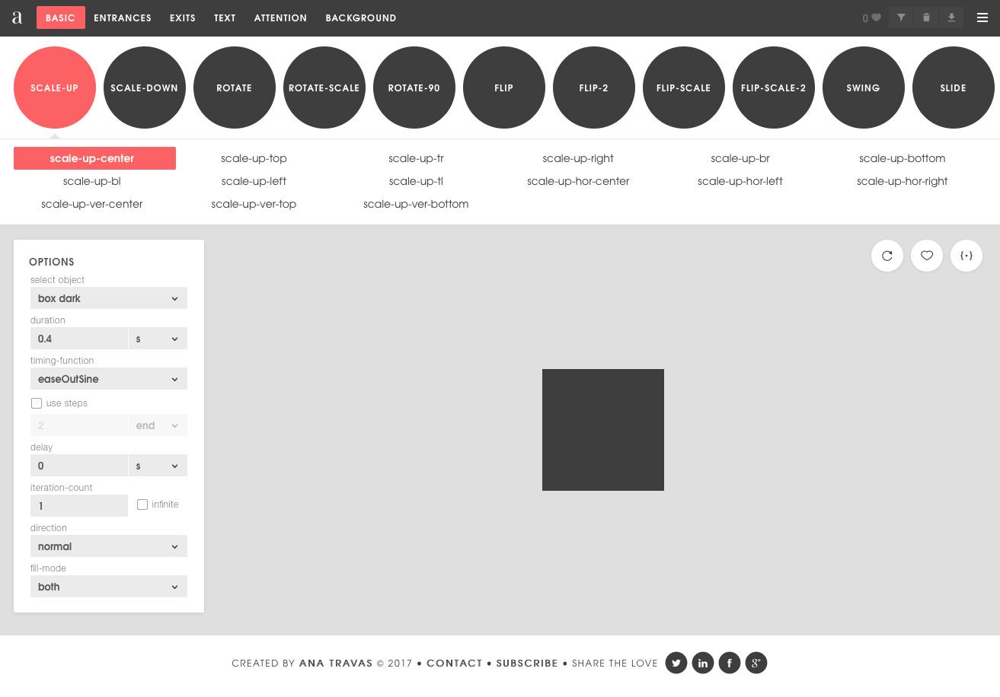 a BASIC ENTRANCES EXITS TEXT ATTENTION BACKGROUND 0
SCALE-UP SCALE-DOWN ROTATE ROTATE-SCALE ROTATE-90 FLIP FLIP-2 FLIP-SCALE FLIP-SCALE-2 SWING SLIDE
scale-up-center scale-up-top scale-up-tr scale-up-right scale-up-br scale-up-bottom
scale-up-bl scale-up-left scale-up-tl scale-up-hor-center scale-up-hor-left scale-up-hor-right
scale-up-ver-center scale-up-ver-top scale-up-ver-bottom
OPTIONS
select object
box dark
duration
0.4 s
timing-function
easeOutSine
use steps
2 end
delay
0 s
iteration-count
1 infinite
direction
normal
fill-mode
both
{·}
CREATED BY ANA TRAVAS © 2017 • CONTACT • SUBSCRIBE • SHARE THE LOVE in f g+